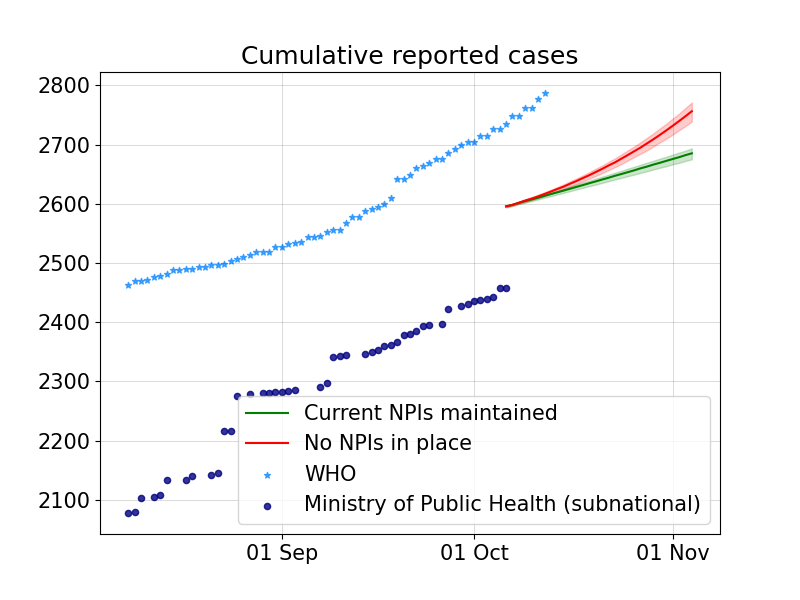 Cumulative reported cases
2800
2700
2600
2500
2400
2300
2200
2100
Current NPIs maintained
No NPIs in place
WHO
Ministry of Public Health (subnational)
01 Sep
01 Oct
01 Nov